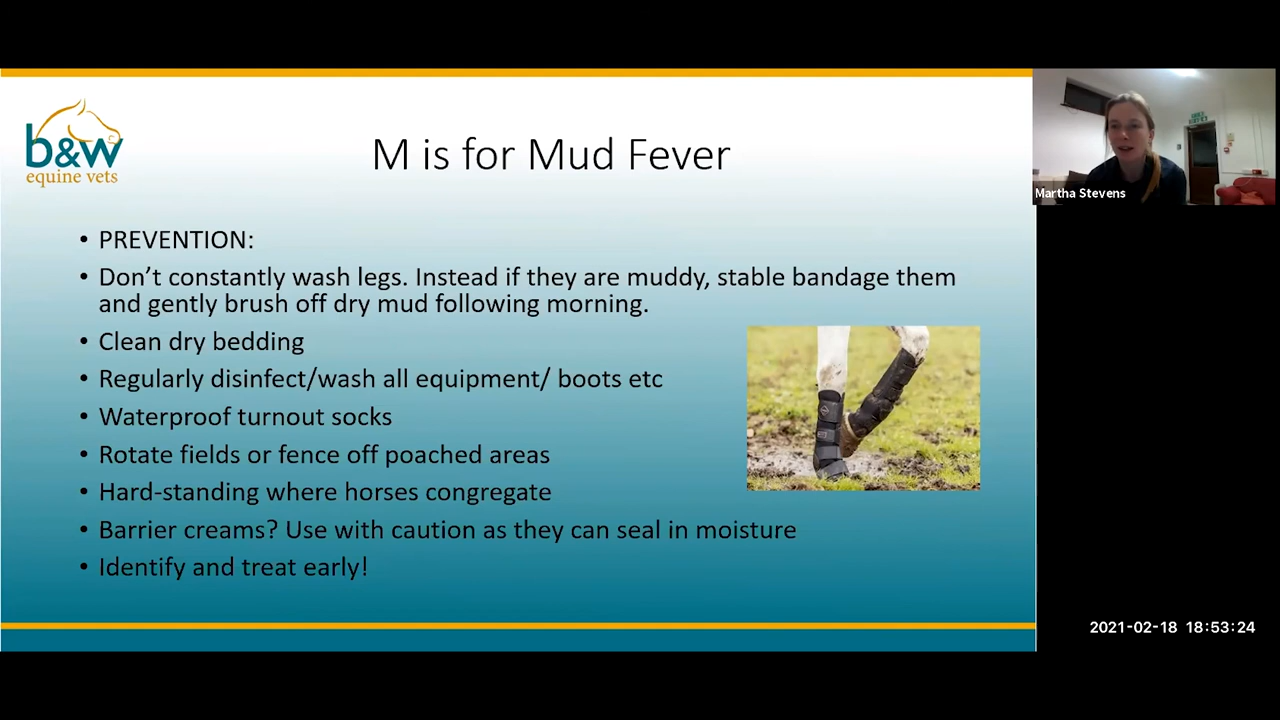 b&w
equine vets
M is for Mud Fever
• PREVENTION:
• Don’t constantly wash legs. Instead if they are muddy, stable bandage them
and gently brush off dry mud following morning.
• Clean dry bedding
• Regularly disinfect/wash all equipment/ boots etc
• Waterproof turnout socks
• Rotate fields or fence off poached areas
• Hard-standing where horses congregate
• Barrier creams? Use with caution as they can seal in moisture
• Identify and treat early!
Martha Stevens
2021-02-18 18:53:24